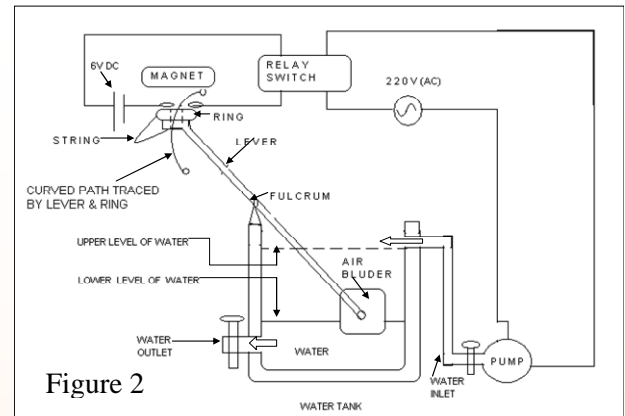 6V DC
MAGNET
RELAY
SWITCH
220V (AC)
RING
STRING
LEVER
CURVED PATH TRACED
BY LEVER & RING
FULCRUM
UPPER LEVEL OF WATER
AIR
BLUDER
LOWER LEVEL OF WATER
WATER
OUTLET
WATER
PUMP
WATER
INLET
Figure 2
WATER TANK